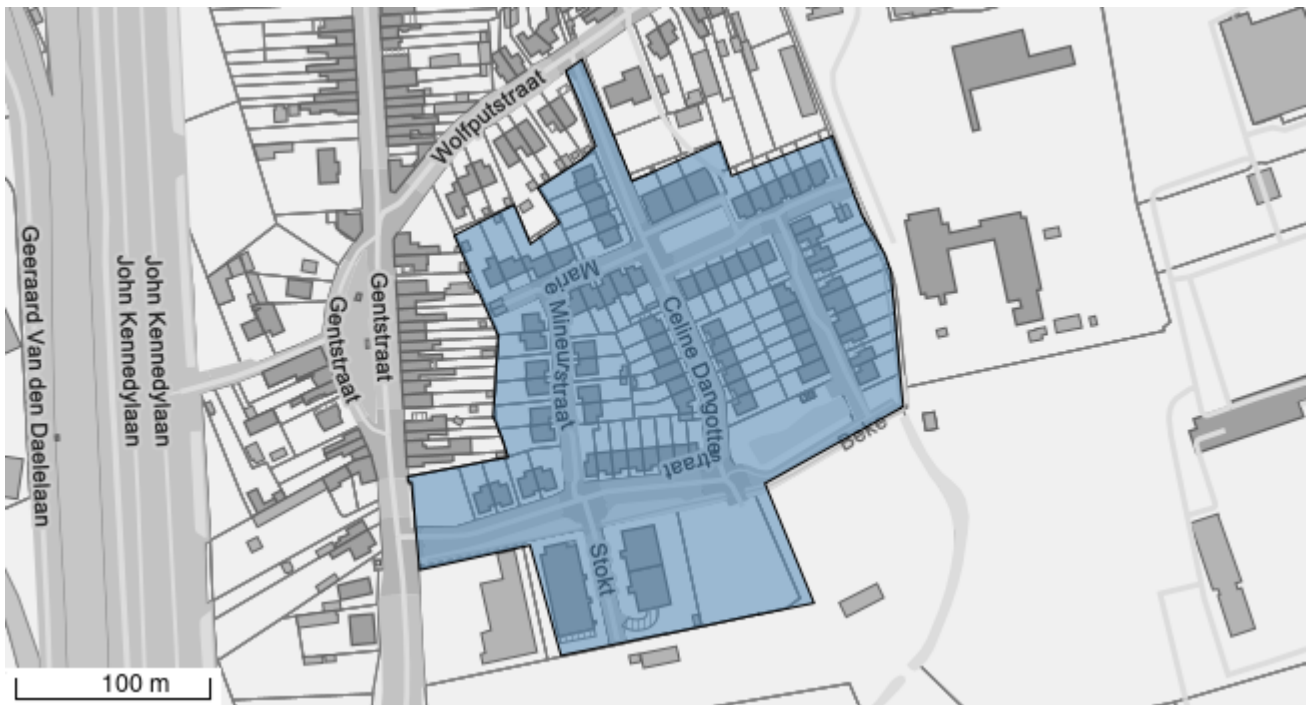 Wolfputstraat
Geeraard Van den Daelelaan
John Kennedylaan
John Kennedylaan
Gentstraat
Gentstraat
Marie Mineurstraat
Celine Dangottestraat
Beke
Stokt
100 m